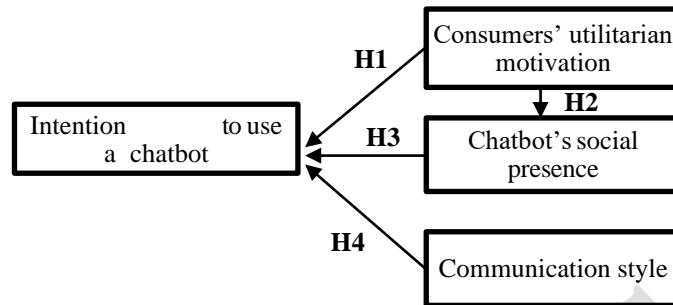 Consumers' utilitarian
motivation
H1
H2
Intention to use
a chatbot
H3
Chatbot's social
presence
H4
Communication style